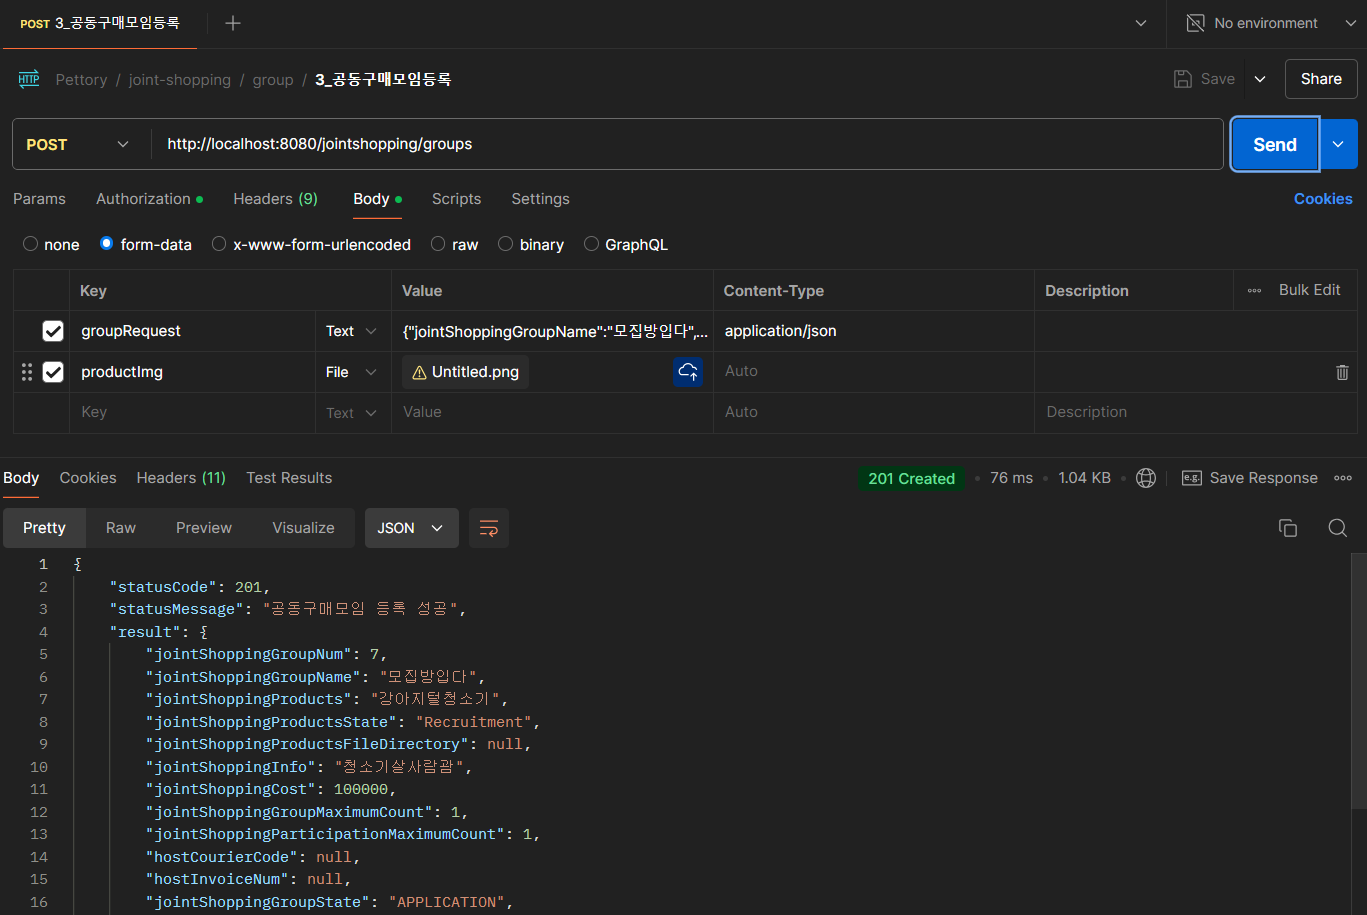 POST 3_공동구매모임등록
No environment
HTTP Pettory / joint-shopping / group / 3_공동구매모임등록
Save
Share
POST http://localhost:8080/jointshopping/groups
Send
Params Authorization Headers (9) Body Scripts Settings
Cookies
none form-data x-www-form-urlencoded raw binary GraphQL
Key Value Content-Type Description Bulk Edit
groupRequest Text {"jointShoppingGroupName":"모집방입다",... application/json
productImg File Untitled.png Auto
Key Text Value Auto Description
Body Cookies Headers (11) Test Results
201 Created 76 ms 1.04 KB e.g. Save Response
Pretty Raw Preview Visualize JSON
1 {
2 "statusCode": 201,
3 "statusMessage": "공동구매모임 등록 성공",
4 "result": {
5 "jointShoppingGroupNum": 7,
6 "jointShoppingGroupName": "모집방입다",
7 "jointShoppingProducts": "강아지털청소기",
8 "jointShoppingProductsState": "Recruitment",
9 "jointShoppingProductsFileDirectory": null,
10 "jointShoppingInfo": "청소기살사람괌",
11 "jointShoppingCost": 100000,
12 "jointShoppingGroupMaximumCount": 1,
13 "jointShoppingParticipationMaximumCount": 1,
14 "hostCourierCode": null,
15 "hostInvoiceNum": null,
16 "jointShoppingGroupState": "APPLICATION",